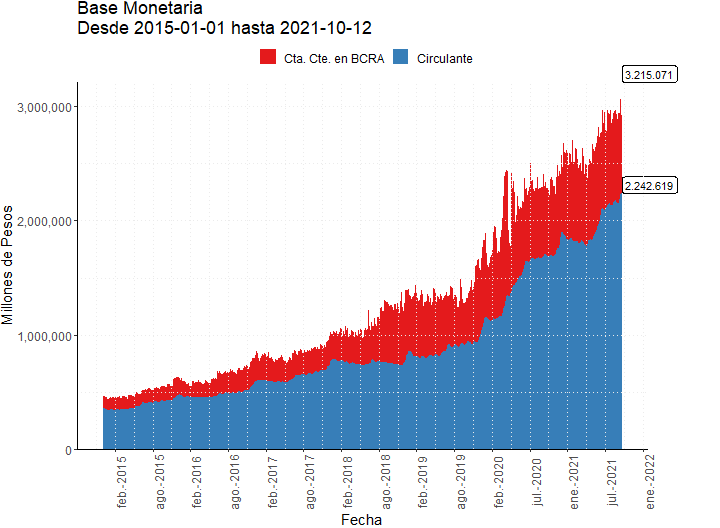 Base Monetaria
Desde 2015-01-01 hasta 2021-10-12
Cta. Cte. en BCRA
Circulante
3.215.071
2.242.619
3,000,000
2,000,000
1,000,000
0
Millones de Pesos
feb.-2015
ago.-2015
feb.-2016
ago.-2016
feb.-2017
ago.-2017
feb.-2018
ago.-2018
feb.-2019
ago.-2019
feb.-2020
jul.-2020
ene.-2021
jul.-2021
ene.-2022
Fecha